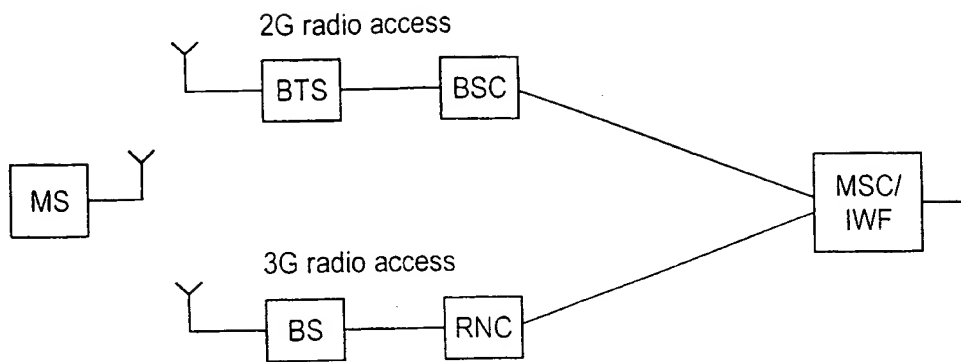 2G radio access
BTS
BSC
MS
MSC/
IWF
3G radio access
BS
RNC